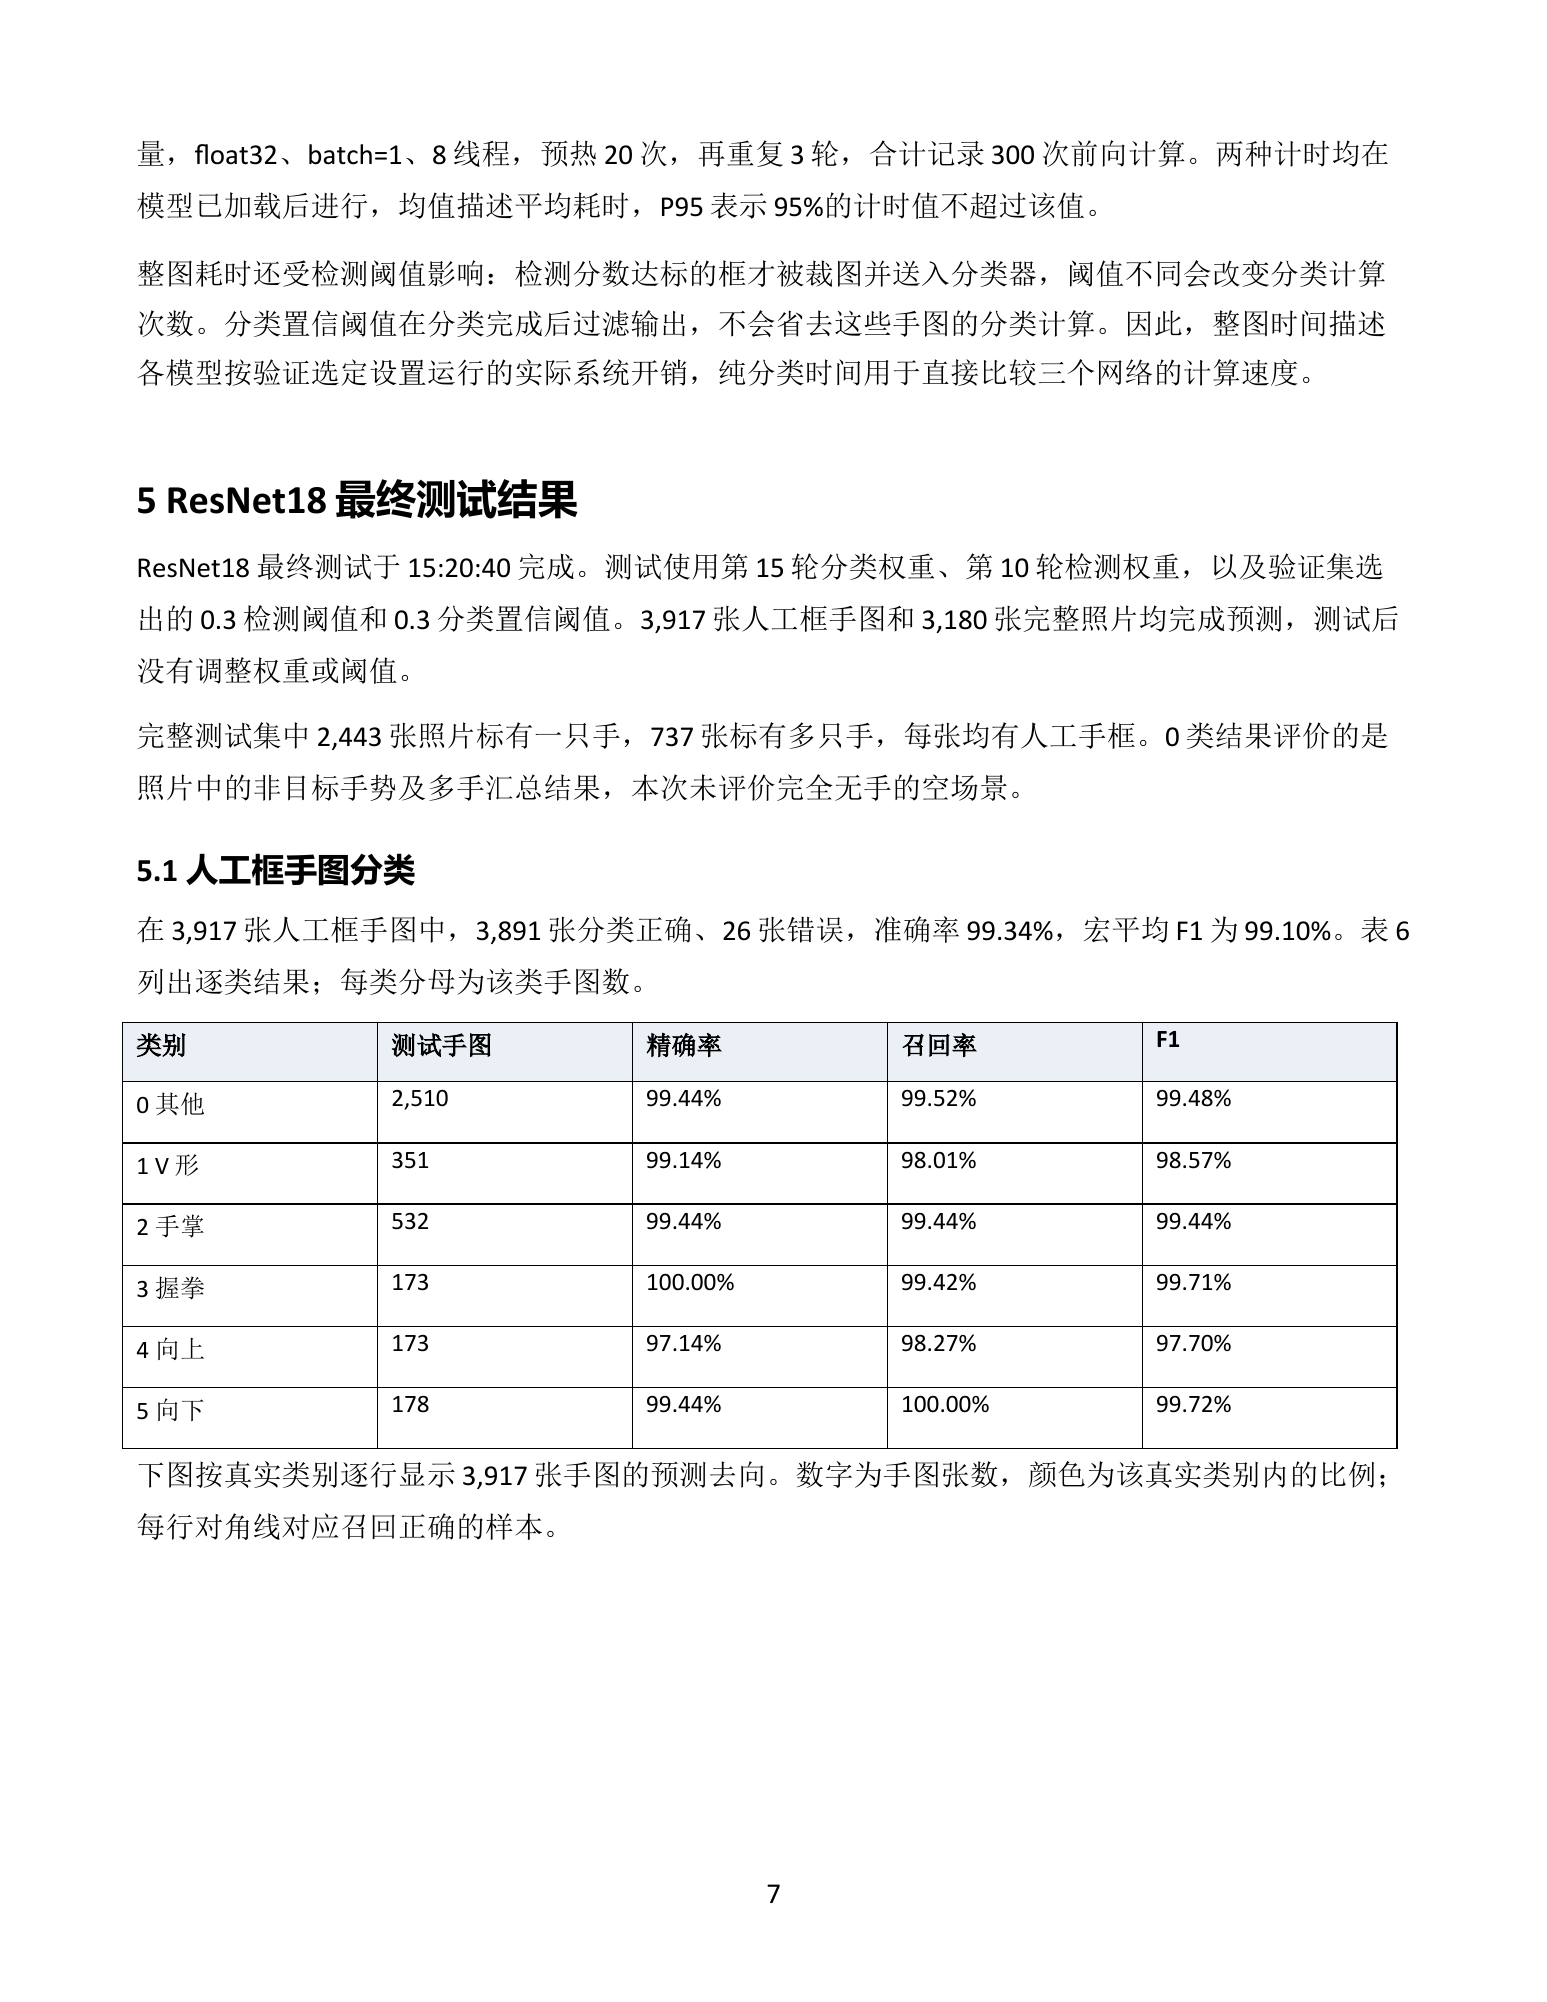 量，float32、batch=1、8 线程，预热 20 次，再重复 3 轮，合计记录 300 次前向计算。两种计时均在
模型已加载后进行，均值描述平均耗时，P95 表示 95%的计时值不超过该值。
整图耗时还受检测阈值影响：检测分数达标的框才被裁图并送入分类器，阈值不同会改变分类计算
次数。分类置信阈值在分类完成后过滤输出，不会省去这些手图的分类计算。因此，整图时间描述
各模型按验证选定设置运行的实际系统开销，纯分类时间用于直接比较三个网络的计算速度。
5 ResNet18 最终测试结果
ResNet18 最终测试于 15:20:40 完成。测试使用第 15 轮分类权重、第 10 轮检测权重，以及验证集选
出的 0.3 检测阈值和 0.3 分类置信阈值。3,917 张人工框手图和 3,180 张完整照片均完成预测，测试后
没有调整权重或阈值。
完整测试集中 2,443 张照片标有一只手，737 张标有多只手，每张均有人工手框。0 类结果评价的是
照片中的非目标手势及多手汇总结果，本次未评价完全无手的空场景。
5.1 人工框手图分类
在 3,917 张人工框手图中，3,891 张分类正确、26 张错误，准确率 99.34%，宏平均 F1 为 99.10%。表 6
列出逐类结果；每类分母为该类手图数。
类别 测试手图 精确率 召回率 F1
0 其他 2,510 99.44% 99.52% 99.48%
1 V 形 351 99.14% 98.01% 98.57%
2 手掌 532 99.44% 99.44% 99.44%
3 握拳 173 100.00% 99.42% 99.71%
4 向上 173 97.14% 98.27% 97.70%
5 向下 178 99.44% 100.00% 99.72%
下图按真实类别逐行显示 3,917 张手图的预测去向。数字为手图张数，颜色为该真实类别内的比例；
每行对角线对应召回正确的样本。
7